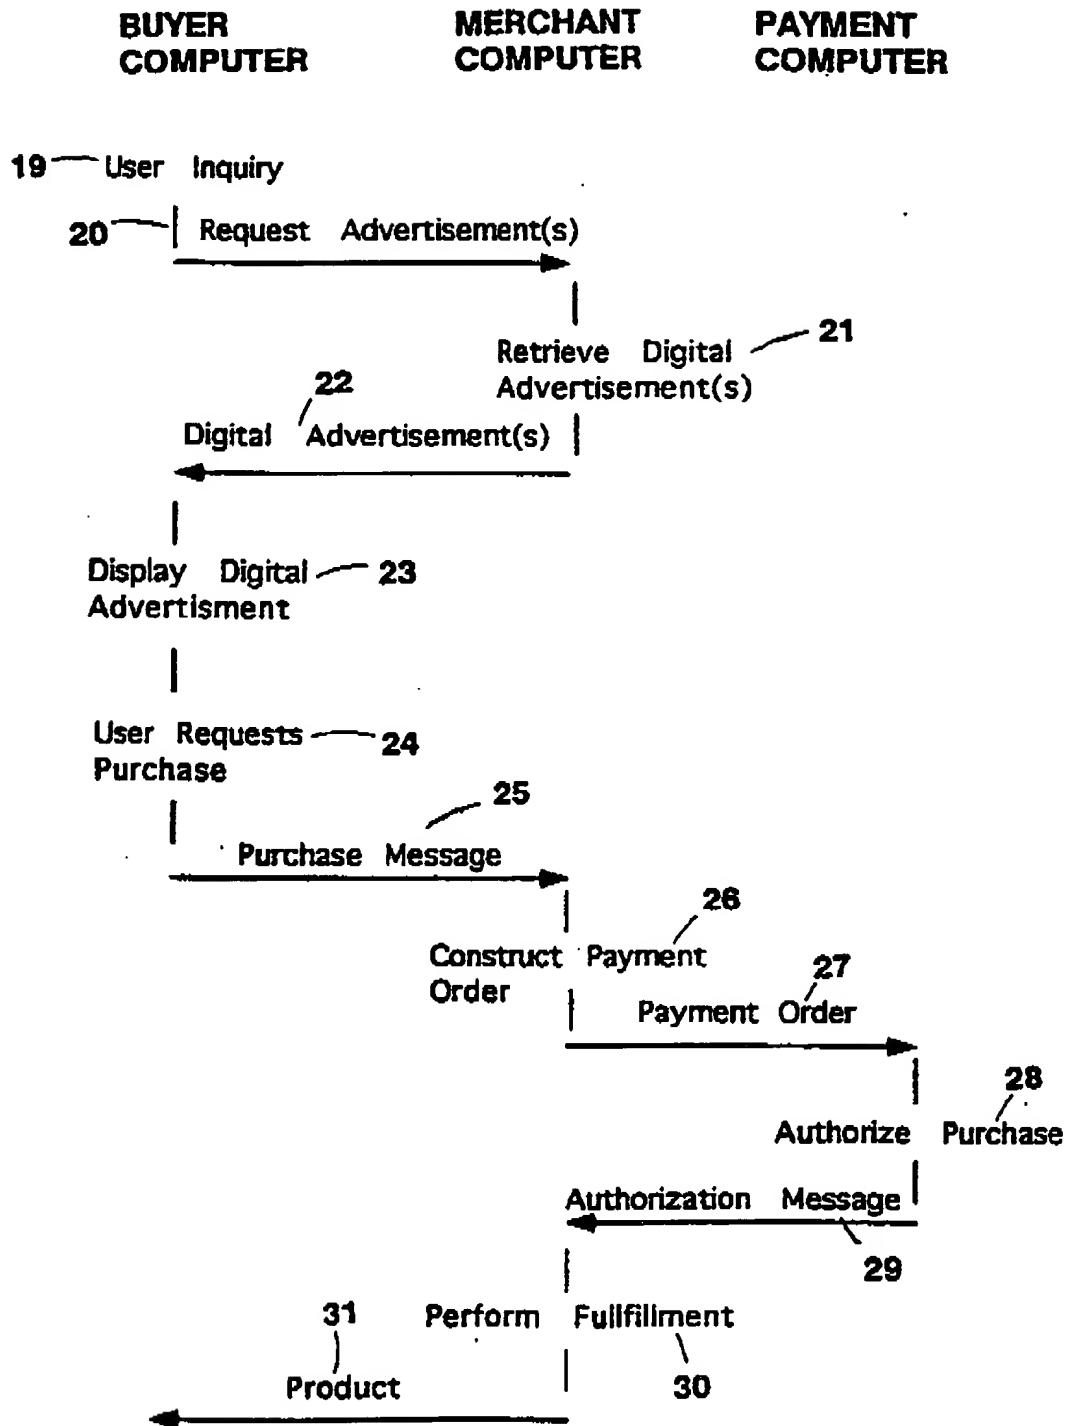 BUYER COMPUTER
MERCHANT COMPUTER
PAYMENT COMPUTER
19 User Inquiry
20 Request Advertisement(s)
21
Retrieve Digital
Advertisement(s)
22
Digital Advertisement(s)
Display Digital 23
Advertisment
User Requests 24
Purchase
25
Purchase Message
26
Construct Payment
Order
27
Payment Order
28
Authorize Purchase
Authorization Message
29
31
Perform Fullfillment
Product
30